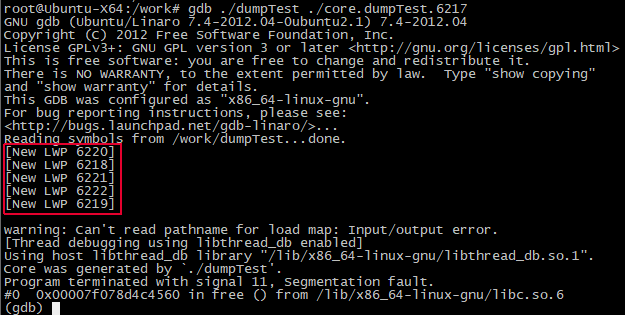 root@Ubuntu-X64:/work# gdb ./dumpTest ./core.dumpTest.6217
GNU gdb (Ubuntu/Linaro 7.4-2012.04-0ubuntu2.1) 7.4-2012.04
Copyright (C) 2012 Free Software Foundation, Inc.
License GPLv3+: GNU GPL version 3 or later <http://gnu.org/licenses/gpl.html>
This is free software: you are free to change and redistribute it.
There is NO WARRANTY, to the extent permitted by law.  Type "show copying"
and "show warranty" for details.
This GDB was configured as "x86_64-linux-gnu".
For bug reporting instructions, please see:
<http://bugs.launchpad.net/gdb-linaro/>...
Reading symbols from /work/dumpTest...done.
[New LWP 6220]
[New LWP 6218]
[New LWP 6221]
[New LWP 6222]
[New LWP 6219]
warning: Can't read pathname for load map: Input/output error.
[Thread debugging using libthread_db enabled]
Using host libthread_db library "/lib/x86_64-linux-gnu/libthread_db.so.1".
Core was generated by `./dumpTest'.
Program terminated with signal 11, Segmentation fault.
#0  0x00007f078d4c4560 in free () from /lib/x86_64-linux-gnu/libc.so.6
(gdb)